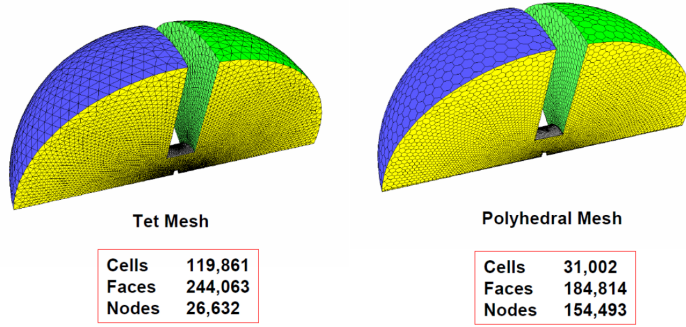 Tet Mesh
Cells 119,861
Faces 244,063
Nodes 26,632
Polyhedral Mesh
Cells 31,002
Faces 184,814
Nodes 154,493